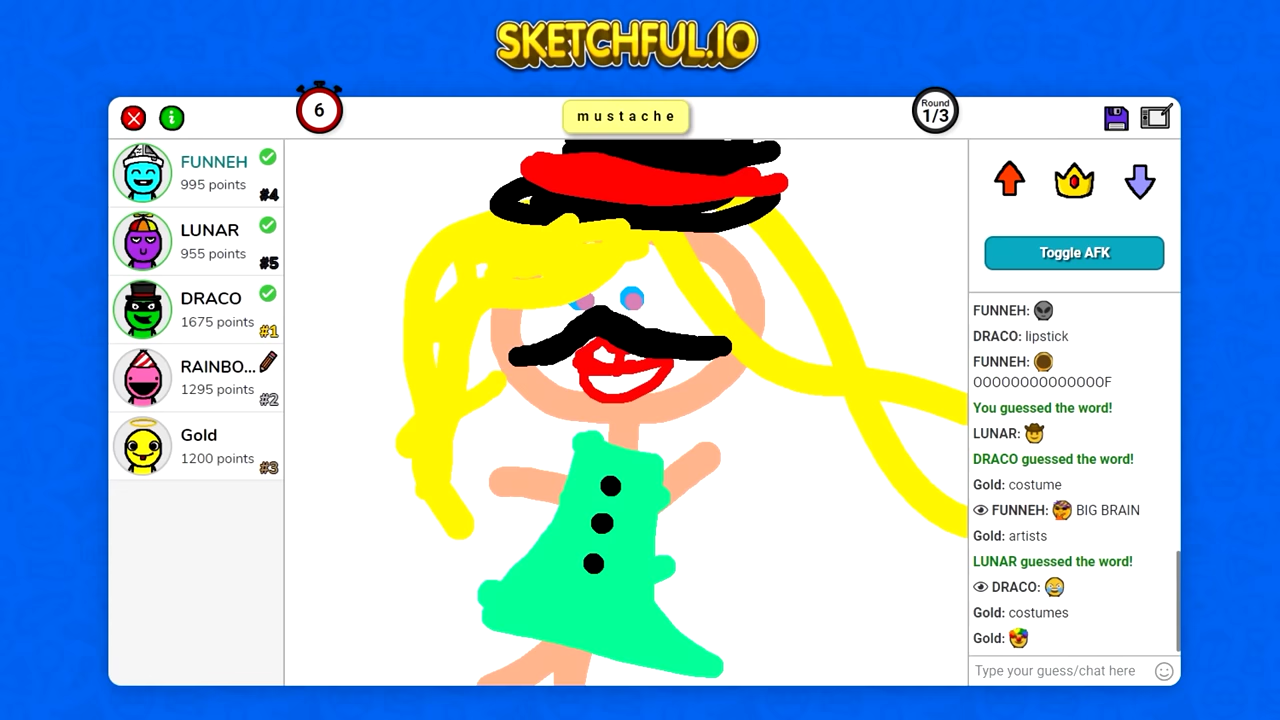 SKETCHFUL.IO
6
mustache
Round
1/3
FUNNEH
995 points
#4
LUNAR
955 points
#5
DRACO
1675 points
#1
RAINBO...
1295 points
#2
Gold
1200 points
#3
Toggle AFK
FUNNEH:
DRACO: lipstick
FUNNEH:
OOOOOOOOOOOOOOOF
You guessed the word!
LUNAR:
DRACO guessed the word!
Gold: costume
FUNNEH: BIG BRAIN
Gold: artists
LUNAR guessed the word!
DRACO:
Gold: costumes
Gold:
Type your guess/chat here